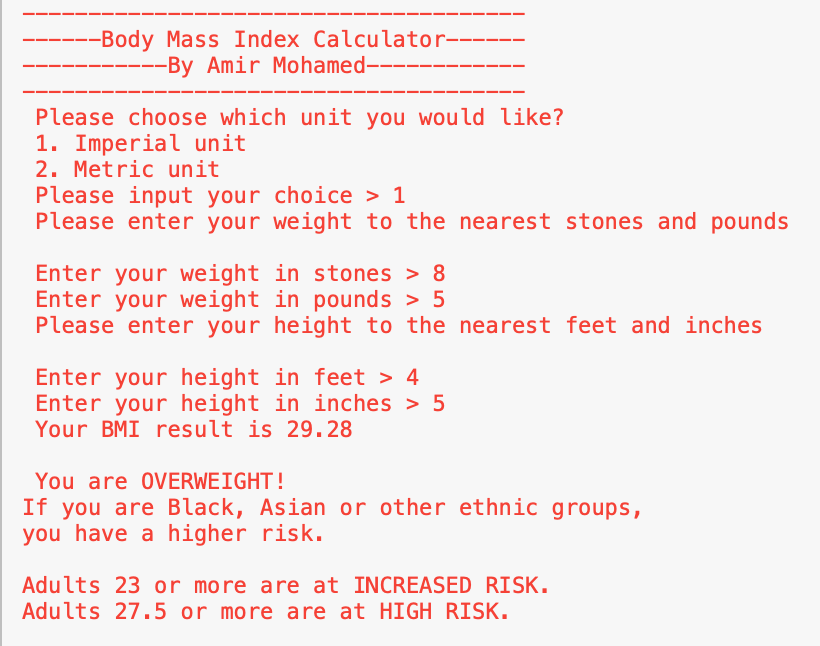 --------------------------------------
------Body Mass Index Calculator------
-----------By Amir Mohamed------------
--------------------------------------
Please choose which unit you would like?
1. Imperial unit
2. Metric unit
Please input your choice > 1
Please enter your weight to the nearest stones and pounds
Enter your weight in stones > 8
Enter your weight in pounds > 5
Please enter your height to the nearest feet and inches
Enter your height in feet > 4
Enter your height in inches > 5
Your BMI result is 29.28
You are OVERWEIGHT!
If you are Black, Asian or other ethnic groups,
you have a higher risk.
Adults 23 or more are at INCREASED RISK.
Adults 27.5 or more are at HIGH RISK.